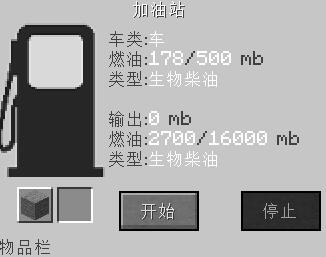 加油站
车类:车
燃油:178/500 mb
类型:生物柴油
输出:0 mb
燃油:2700/16000 mb
类型:生物柴油
开始 停止
物品栏